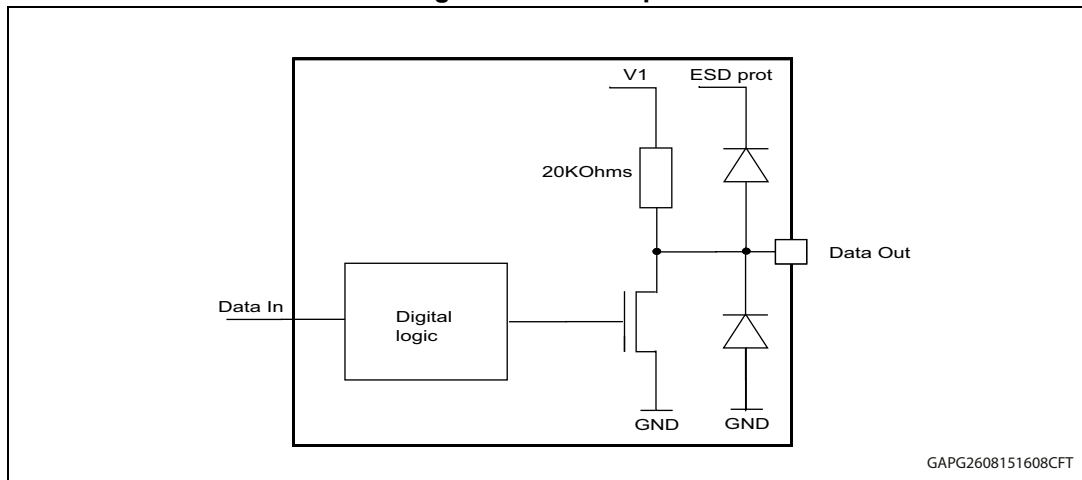 V1
ESD prot
20KOhms
Data Out
Data In
Digital
logic
GND
GND
GAPG2608151608CFT